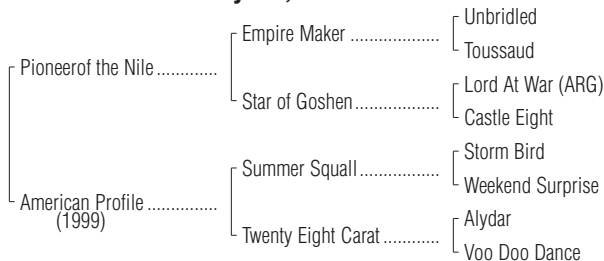 Unbridled
Empire Maker ...................
Toussaud
Pioneerof the Nile .............
Lord At War (ARG)
Star of Goshen..................
Castle Eight
Storm Bird
Summer Squall.................
Weekend Surprise
American Profile ...............
(1999)
Alydar
Twenty Eight Carat ............
Voo Doo Dance